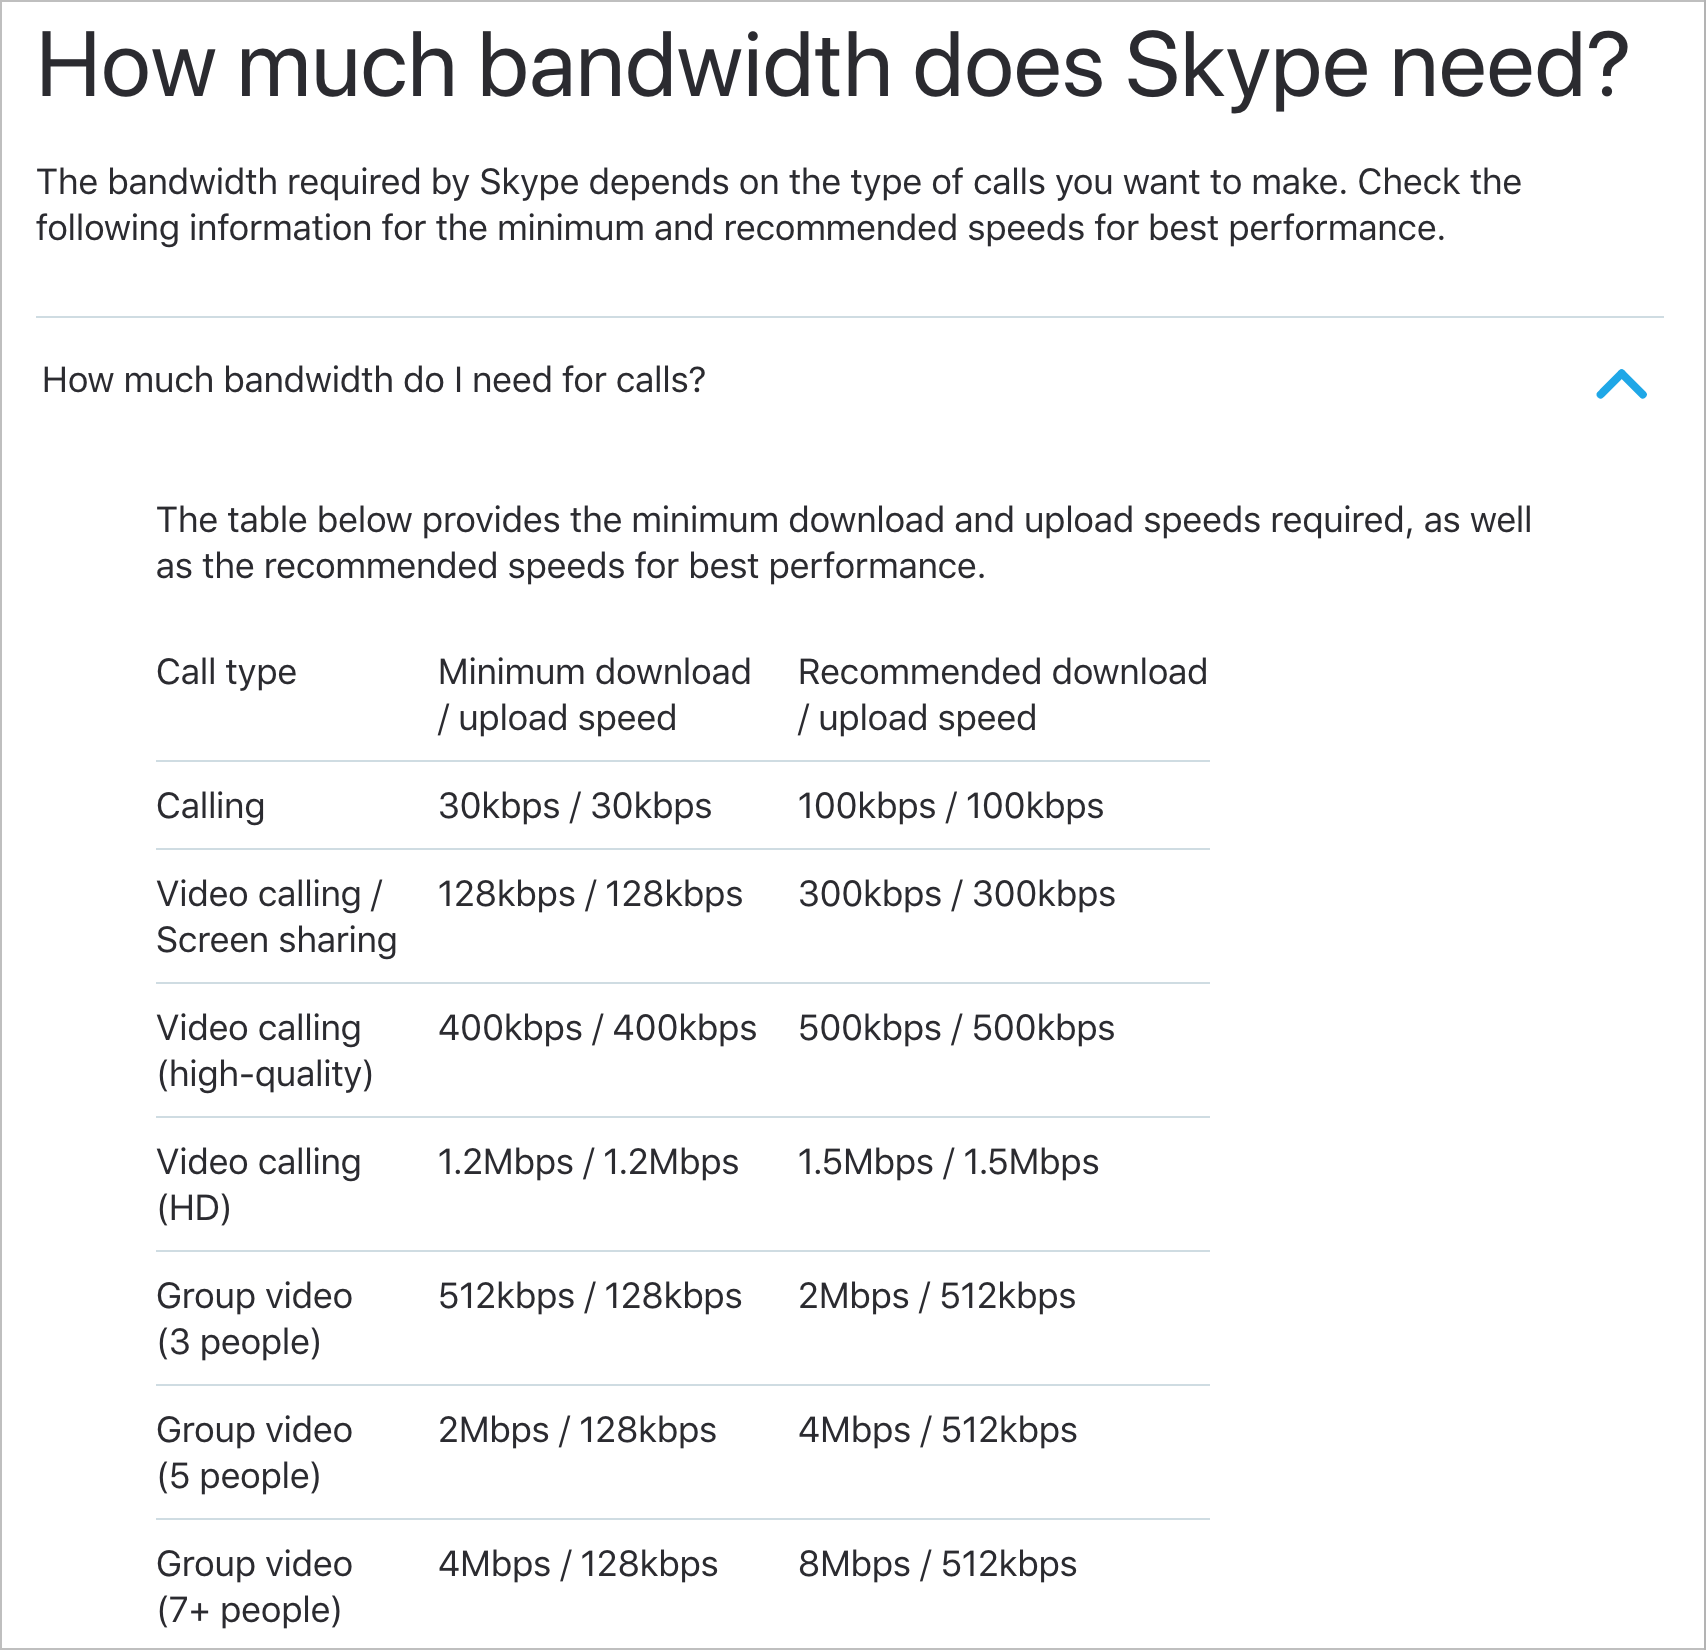 How much bandwidth does Skype need?
The bandwidth required by Skype depends on the type of calls you want to make. Check the
following information for the minimum and recommended speeds for best performance.
How much bandwidth do I need for calls?
The table below provides the minimum download and upload speeds required, as well
as the recommended speeds for best performance.
Call type Minimum download Recommended download
/ upload speed / upload speed
Calling 30kbps / 30kbps 100kbps / 100kbps
Video calling / 128kbps / 128kbps 300kbps / 300kbps
Screen sharing
Video calling 400kbps / 400kbps 500kbps / 500kbps
(high-quality)
Video calling 1.2Mbps / 1.2Mbps 1.5Mbps / 1.5Mbps
(HD)
Group video 512kbps / 128kbps 2Mbps / 512kbps
(3 people)
Group video 2Mbps / 128kbps 4Mbps / 512kbps
(5 people)
Group video 4Mbps / 128kbps 8Mbps / 512kbps
(7+ people)